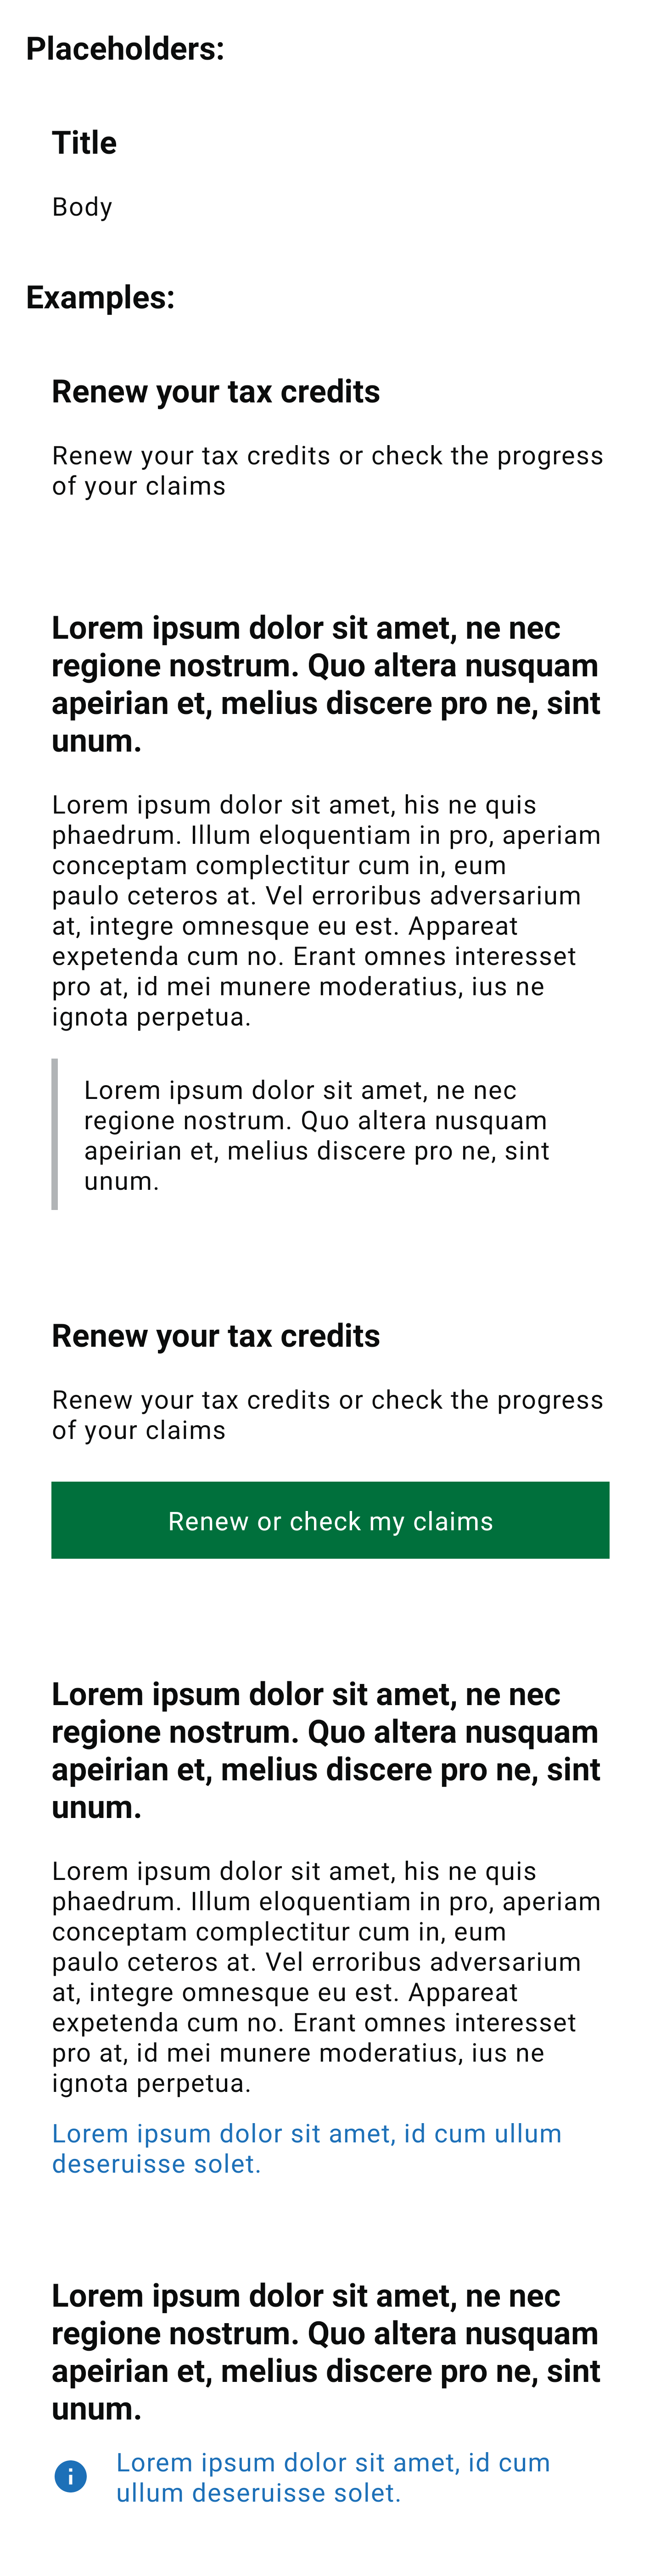 Placeholders:
Title
Body
Examples:
Renew your tax credits
Renew your tax credits or check the progress
of your claims
Lorem ipsum dolor sit amet, ne nec
regione nostrum. Quo altera nusquam
apeirian et, melius discere pro ne, sint
unum.
Lorem ipsum dolor sit amet, his ne quis
phaedrum. Illum eloquentiam in pro, aperiam
conceptam complectitur cum in, eum
paulo ceteros at. Vel erroribus adversarium
at, integre omnesque eu est. Appareat
expetenda cum no. Erant omnes interesset
pro at, id mei munere moderatius, ius ne
ignota perpetua.
Lorem ipsum dolor sit amet, ne nec
regione nostrum. Quo altera nusquam
apeirian et, melius discere pro ne, sint
unum.
Renew your tax credits
Renew your tax credits or check the progress
of your claims
Renew or check my claims
Lorem ipsum dolor sit amet, ne nec
regione nostrum. Quo altera nusquam
apeirian et, melius discere pro ne, sint
unum.
Lorem ipsum dolor sit amet, his ne quis
phaedrum. Illum eloquentiam in pro, aperiam
conceptam complectitur cum in, eum
paulo ceteros at. Vel erroribus adversarium
at, integre omnesque eu est. Appareat
expetenda cum no. Erant omnes interesset
pro at, id mei munere moderatius, ius ne
ignota perpetua.
Lorem ipsum dolor sit amet, id cum ullum
deseruisse solet.
Lorem ipsum dolor sit amet, ne nec
regione nostrum. Quo altera nusquam
apeirian et, melius discere pro ne, sint
unum.
Lorem ipsum dolor sit amet, id cum
ullum deseruisse solet.